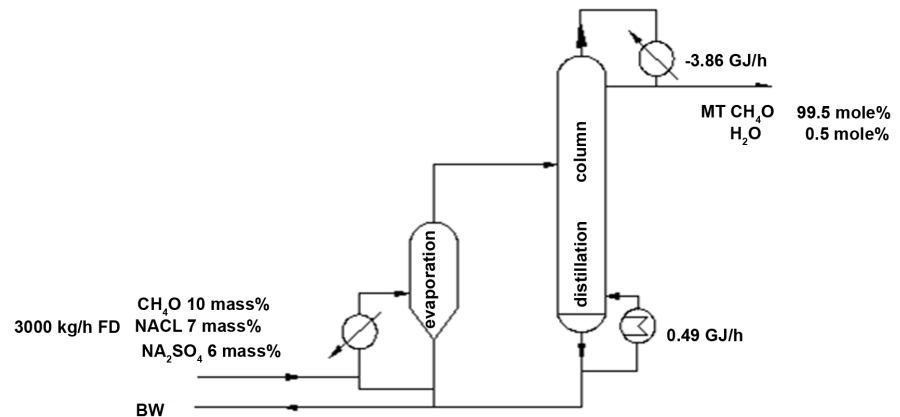 -3.86 GJ/h
MT CH₄O 99.5 mole%
H₂O 0.5 mole%
column
distillation
evaporation
CH₄O 10 mass%
3000 kg/h FD NACL 7 mass%
NA₂SO₄ 6 mass%
0.49 GJ/h
BW